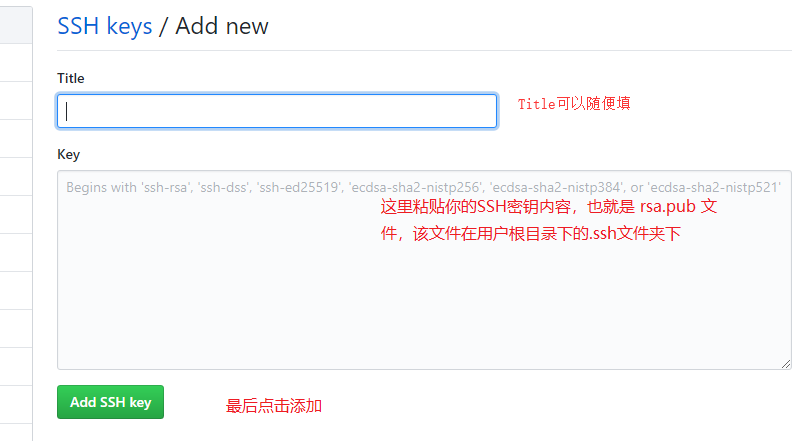 SSH keys / Add new
Title
Title可以随便填
Key
Begins with 'ssh-rsa', 'ssh-dss', 'ssh-ed25519', 'ecdsa-sha2-nistp256', 'ecdsa-sha2-nistp384', or 'ecdsa-sha2-nistp521'
这里粘贴你的SSH密钥内容，也就是 rsa.pub 文
件，该文件在用户根目录下的.ssh文件夹下
Add SSH key
最后点击添加